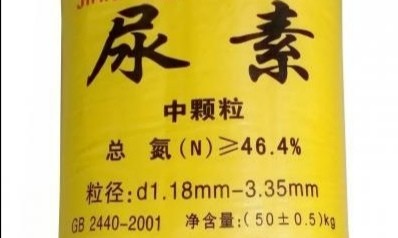 尿素
中颗粒
总 氮(N)≥46.4%
粒径:d1.18mm-3.35mm
GB 2440-2001 净含量:(50±0.5)kg